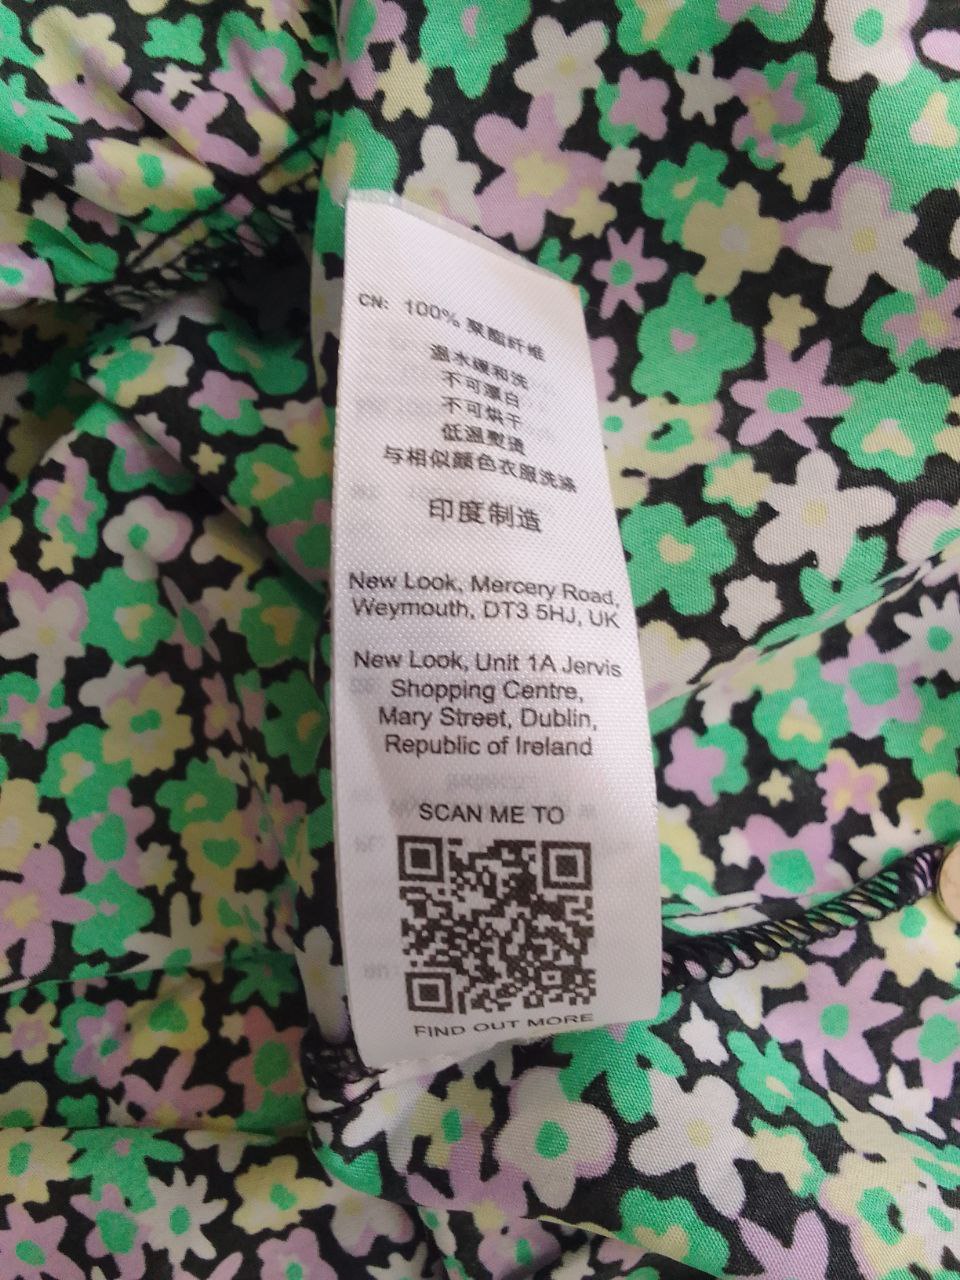 CN: 100% 聚酯纤维
温水缓和洗
不可漂白
不可烘干
低温熨烫
与相似颜色衣服洗涤
印度制造
New Look, Mercery Road,
Weymouth, DT3 5HJ, UK
New Look, Unit 1A Jervis
Shopping Centre,
Mary Street, Dublin,
Republic of Ireland
SCAN ME TO
FIND OUT MORE